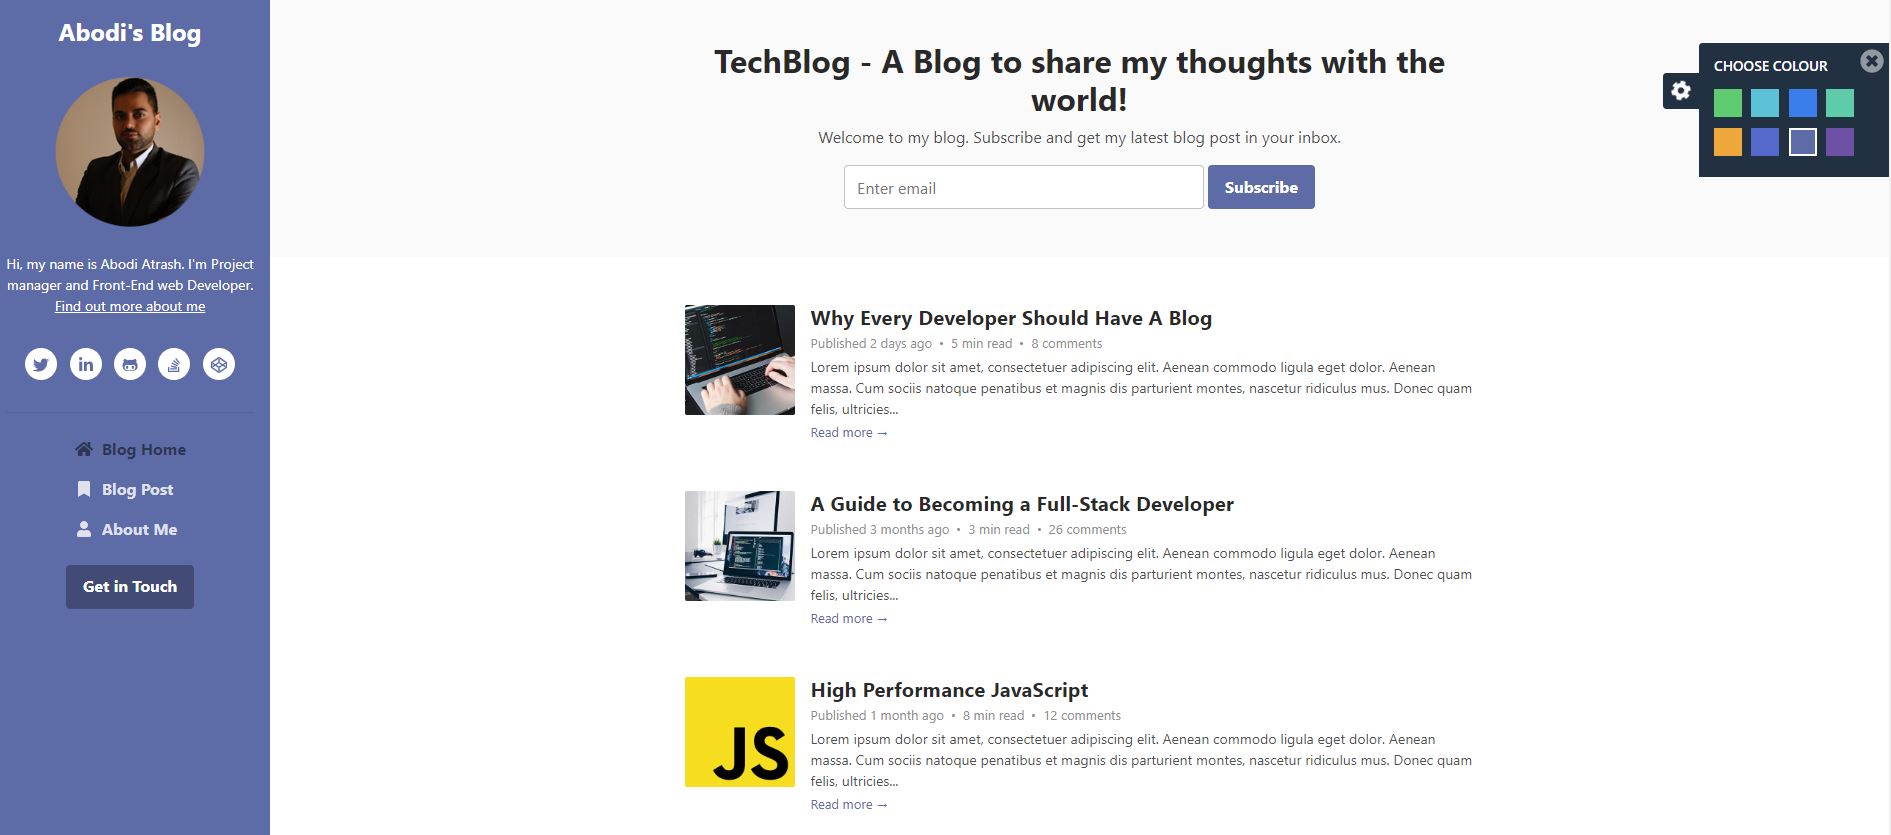 Abodi's Blog
Hi, my name is Abodi Atrash. I'm Project
manager and Front-End web Developer.
Find out more about me
Blog Home
Blog Post
About Me
Get in Touch
TechBlog - A Blog to share my thoughts with the
world!
Welcome to my blog. Subscribe and get my latest blog post in your inbox.
Enter email
Subscribe
CHOOSE COLOUR
Why Every Developer Should Have A Blog
Published 2 days ago • 5 min read • 8 comments
Lorem ipsum dolor sit amet, consectetuer adipiscing elit. Aenean commodo ligula eget dolor. Aenean
massa. Cum sociis natoque penatibus et magnis dis parturient montes, nascetur ridiculus mus. Donec quam
felis, ultricies...
Read more →
A Guide to Becoming a Full-Stack Developer
Published 3 months ago • 3 min read • 26 comments
Lorem ipsum dolor sit amet, consectetuer adipiscing elit. Aenean commodo ligula eget dolor. Aenean
massa. Cum sociis natoque penatibus et magnis dis parturient montes, nascetur ridiculus mus. Donec quam
felis, ultricies...
Read more →
JS
High Performance JavaScript
Published 1 month ago • 8 min read • 12 comments
Lorem ipsum dolor sit amet, consectetuer adipiscing elit. Aenean commodo ligula eget dolor. Aenean
massa. Cum sociis natoque penatibus et magnis dis parturient montes, nascetur ridiculus mus. Donec quam
felis, ultricies...
Read more →